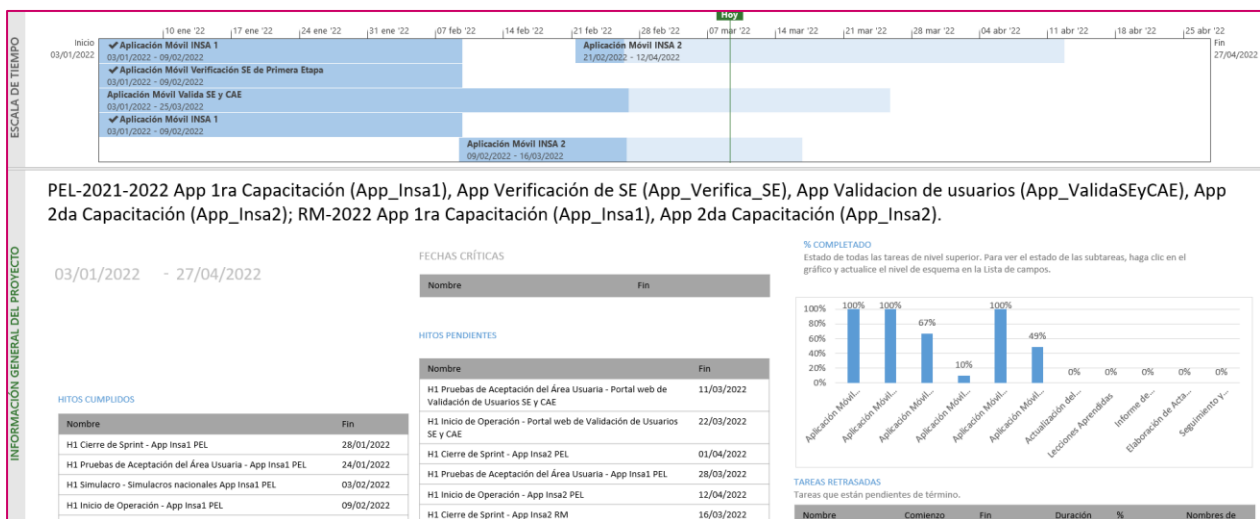 Hoy
10 ene '22 17 ene '22 24 ene '22 31 ene '22 07 feb '22 14 feb '22 21 feb '22 28 feb '22 07 mar '22 14 mar '22 21 mar '22 28 mar '22 04 abr '22 11 abr '22 18 abr '22 25 abr '22
ESCALA DE TIEMPO
Inicio
03/01/2022
✔ Aplicación Móvil INSA 1
03/01/2022 - 09/02/2022
Aplicación Móvil INSA 2
21/02/2022 - 12/04/2022
Fin
27/04/2022
✔ Aplicación Móvil Verificación SE de Primera Etapa
03/01/2022 - 09/02/2022
Aplicación Móvil Valida SE y CAE
03/01/2022 - 25/03/2022
✔ Aplicación Móvil INSA 1
03/01/2022 - 09/02/2022
Aplicación Móvil INSA 2
09/02/2022 - 16/03/2022
INFORMACIÓN GENERAL DEL PROYECTO
PEL-2021-2022 App 1ra Capacitación (App_Insa1), App Verificación de SE (App_Verifica_SE), App Validacion de usuarios (App_ValidaSEyCAE), App
2da Capacitación (App_Insa2); RM-2022 App 1ra Capacitación (App_Insa1), App 2da Capacitación (App_Insa2).
03/01/2022 - 27/04/2022
HITOS CUMPLIDOS
Nombre Fin
H1 Cierre de Sprint - App Insa1 PEL 28/01/2022
H1 Pruebas de Aceptación del Área Usuaria - App Insa1 PEL 24/01/2022
H1 Simulacro - Simulacros nacionales App Insa1 PEL 03/02/2022
H1 Inicio de Operación - App Insa1 PEL 09/02/2022
FECHAS CRÍTICAS
Nombre Fin
HITOS PENDIENTES
Nombre Fin
H1 Pruebas de Aceptación del Área Usuaria - Portal web de 11/03/2022
Validación de Usuarios SE y CAE
H1 Inicio de Operación - Portal web de Validación de Usuarios 22/03/2022
SE y CAE
H1 Cierre de Sprint - App Insa2 PEL 01/04/2022
H1 Pruebas de Aceptación del Área Usuaria - App Insa1 PEL 28/03/2022
H1 Inicio de Operación - App Insa2 PEL 12/04/2022
H1 Cierre de Sprint - App Insa2 RM 16/03/2022
% COMPLETADO
Estado de todas las tareas de nivel superior. Para ver el estado de las subtareas, haga clic en el
gráfico y actualice el nivel de esquema en la Lista de campos.
100%
80%
60%
40%
20%
0%
100% 100% 67% 10% 100% 49% 0% 0% 0% 0% 0%
Aplicación Móvil...
Aplicación Móvil...
Aplicación Móvil...
Aplicación Móvil...
Aplicación Móvil...
Aplicación Móvil...
Actualización del...
Lecciones Aprendidas
Informe de...
Elaboración de Acta...
Seguimiento y...
TAREAS RETRASADAS
Tareas que están pendientes de término.
Nombre Comienzo Fin Duración % Nombres de